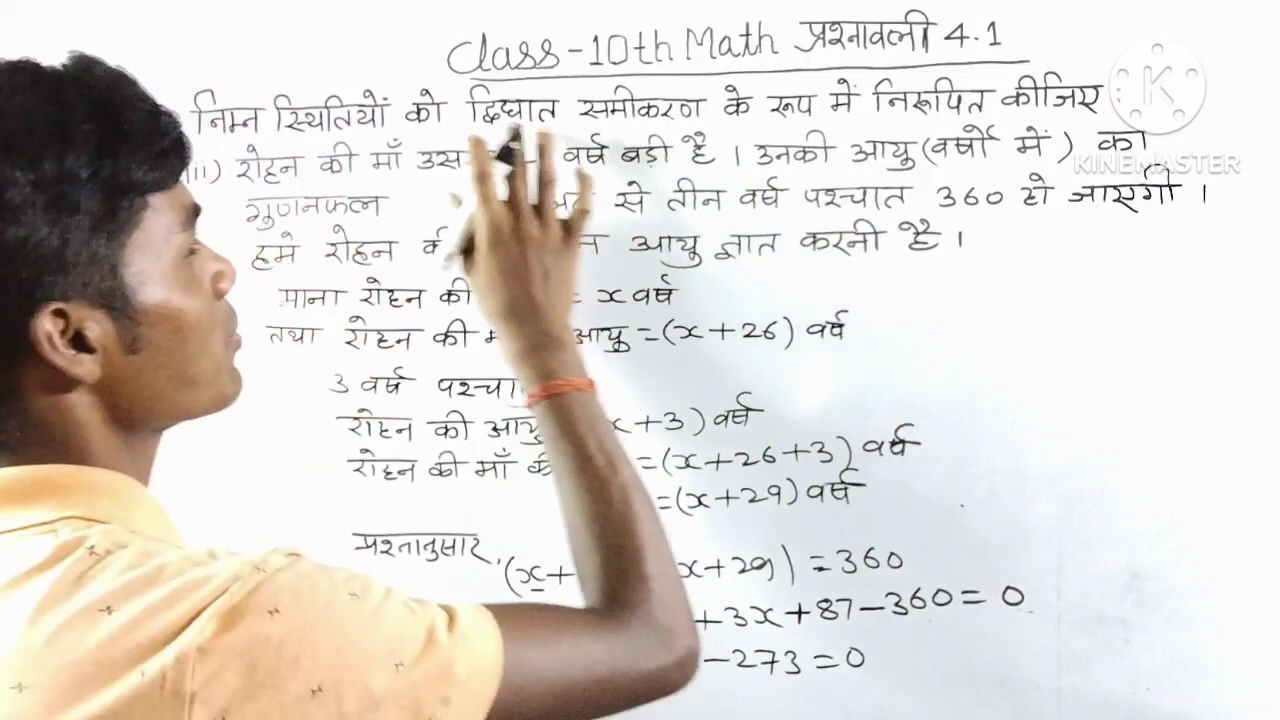 Class-10th Math प्रश्नावली 4.1
निम्न स्थितियों को द्विघात समीकरण के रूप में निरूपित कीजिए
ii) रोहन की माँ वर्ष बड़ी है । उनकी आयु (वर्षो में) का
KINEMASTER
गुणनफल से तीन वर्ष पश्चात 360 हो जाएगी ।
हमे रोहन आयु ज्ञात करनी है ।
माना रोहन की = x वर्ष
तथा रोहन की आयु =(x+26) वर्ष
3 वर्ष
रोहन की आयु x+3) वर्ष
रोहन की माँ की =(x+26+3) वर्ष
=(x+29) वर्ष
प्रश्नानुसार,
(x+ x+29) =360
+3x+87-360=0
-273=0